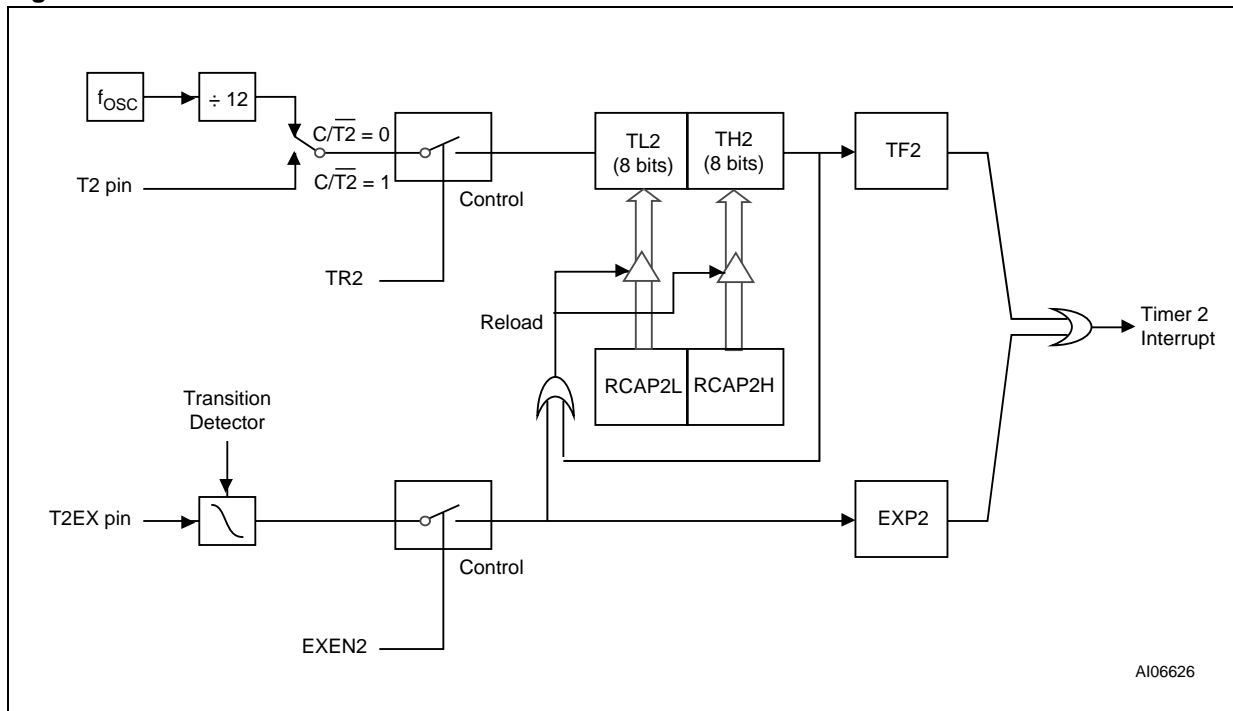 fOSC
÷ 12
C/T2 = 0
C/T2 = 1
T2 pin
Control
TR2
TL2
(8 bits)
TH2
(8 bits)
TF2
Reload
RCAP2L
RCAP2H
Timer 2
Interrupt
Transition
Detector
T2EX pin
Control
EXEN2
EXP2
AI06626